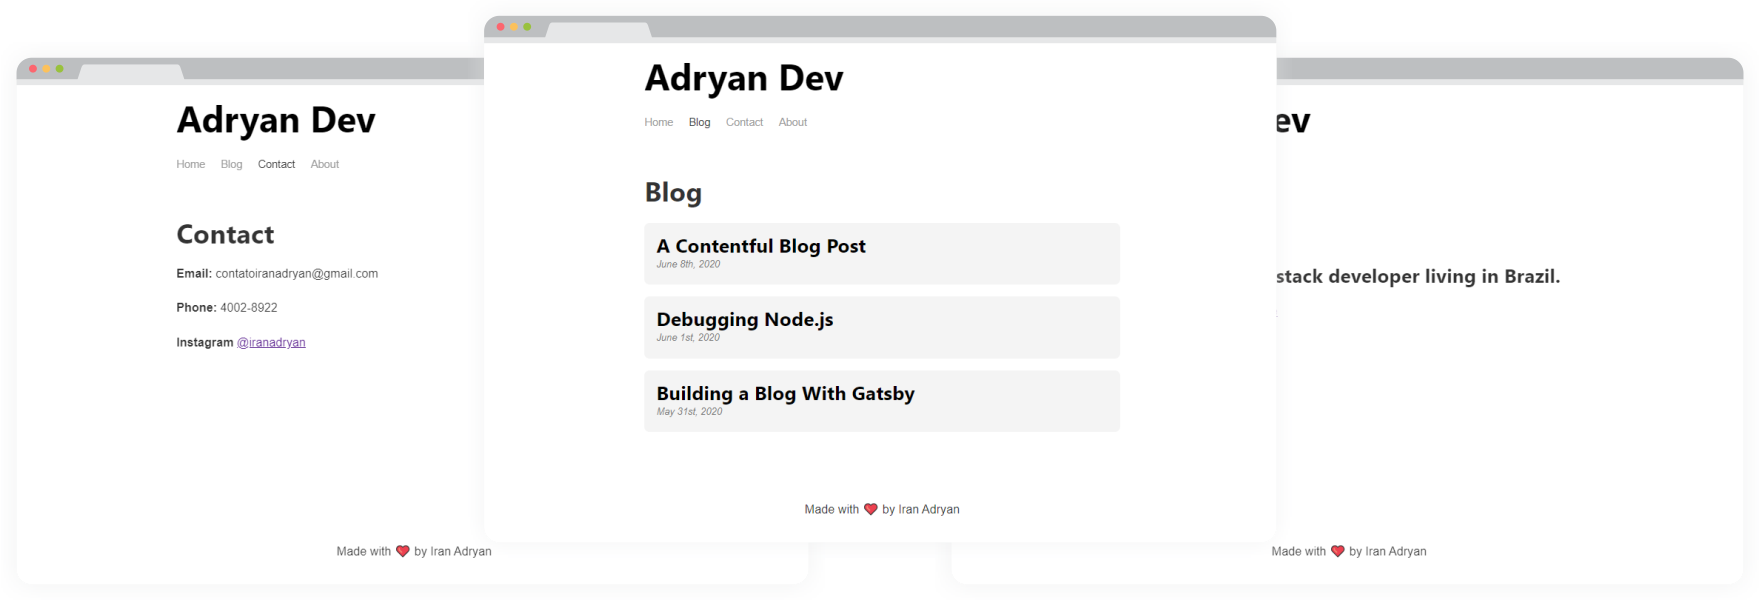 Adryan Dev
Home Blog Contact About
Contact
Email: contatoiranadryan@gmail.com
Phone: 4002-8922
Instagram @iranadryan
Made with ❤️ by Iran Adryan
Adryan Dev
Home Blog Contact About
Blog
A Contentful Blog Post
June 8th, 2020
Debugging Node.js
June 1st, 2020
Building a Blog With Gatsby
May 31st, 2020
Made with ❤️ by Iran Adryan
ev
stack developer living in Brazil.
Made with ❤️ by Iran Adryan